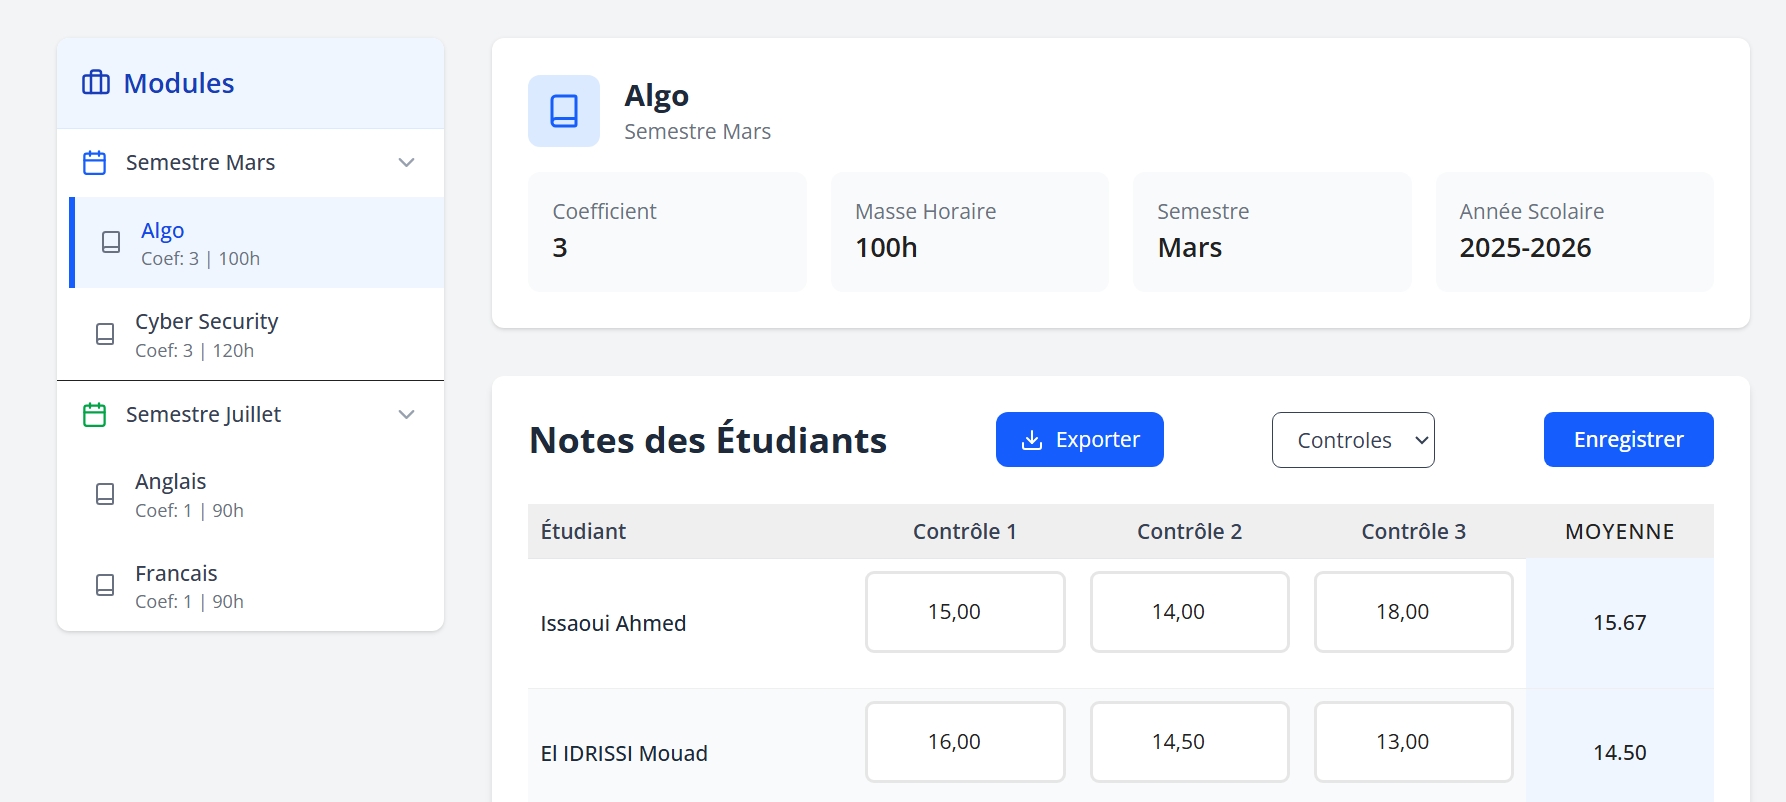 Modules
Semestre Mars
Algo
Coef: 3 | 100h
Cyber Security
Coef: 3 | 120h
Semestre Juillet
Anglais
Coef: 1 | 90h
Francais
Coef: 1 | 90h
Algo
Semestre Mars
Coefficient
3
Masse Horaire
100h
Semestre
Mars
Année Scolaire
2025-2026
Notes des Étudiants
Exporter
Controles
Enregistrer
Étudiant Contrôle 1 Contrôle 2 Contrôle 3 MOYENNE
Issaoui Ahmed 15,00 14,00 18,00 15.67
El IDRISSI Mouad 16,00 14,50 13,00 14.50